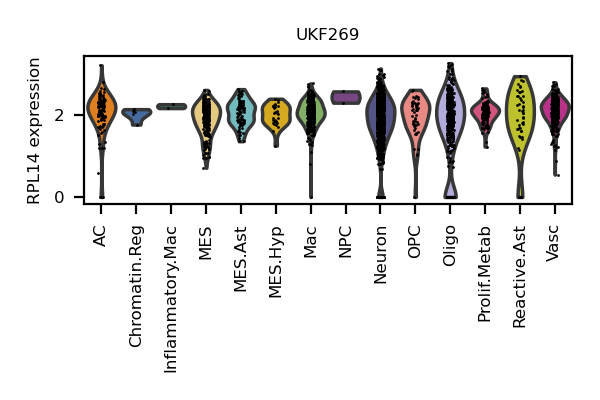 UKF269
RPL14 expression
2
0
AC
Chromatin.Reg
Inflammatory.Mac
MES
MES.Ast
MES.Hyp
Mac
NPC
Neuron
OPC
Oligo
Prolif.Metab
Reactive.Ast
Vasc